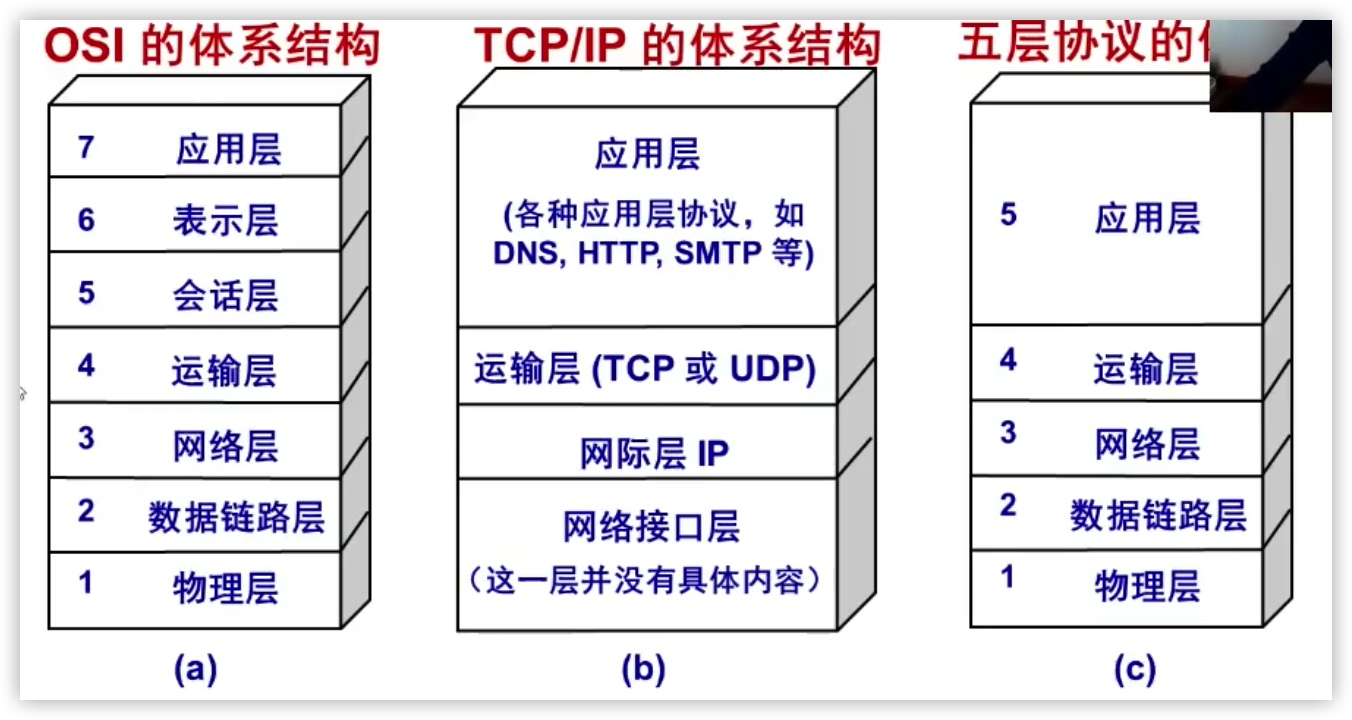 OSI 的体系结构
7 应用层
6 表示层
5 会话层
4 运输层
3 网络层
2 数据链路层
1 物理层
(a)
TCP/IP 的体系结构
应用层
(各种应用层协议，如
DNS, HTTP, SMTP 等)
运输层 (TCP 或 UDP)
网际层 IP
网络接口层
（这一层并没有具体内容）
(b)
五层协议的
5 应用层
4 运输层
3 网络层
2 数据链路层
1 物理层
(c)